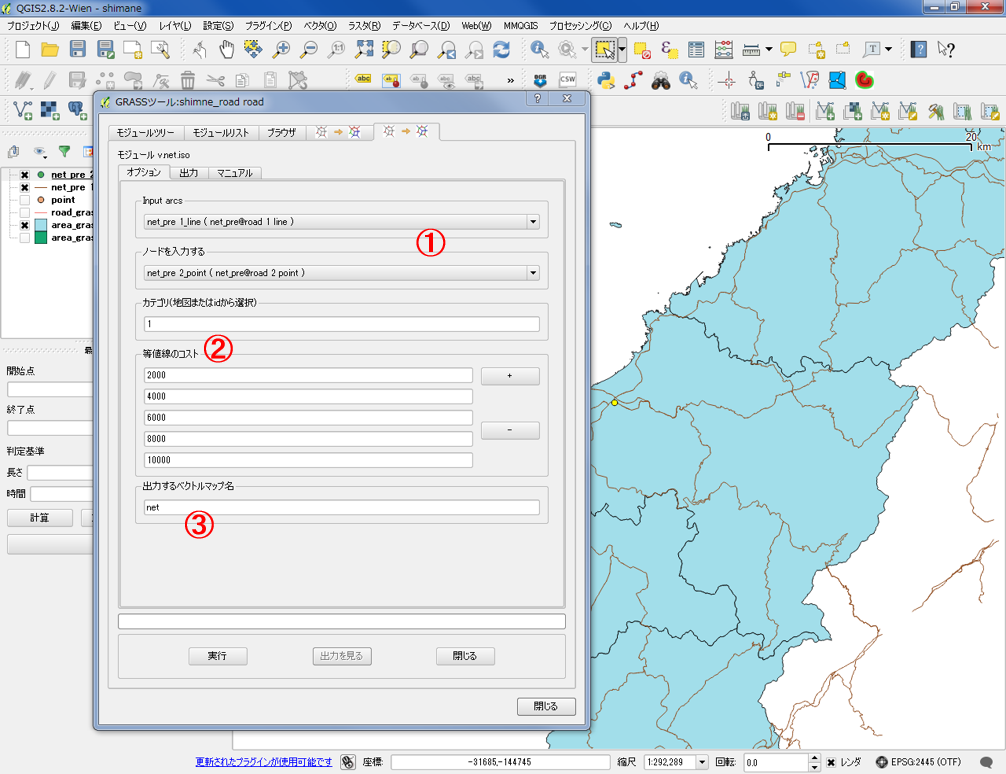 QGIS2.8.2-Wien - shimane
プロジェクト(J) 編集(E) ビュー(V) レイヤ(L) 設定(S) プラグイン(P) ベクタ(O) ラスタ(R) データベース(D) Web(W) MMQGIS プロセッシング(C) ヘルプ(H)
GRASSツール:shimne_road road
モジュールツリー モジュールリスト ブラウザ
モジュール v.net.iso
オプション 出力 マニュアル
Input arcs
net_pre 1_line ( net_pre@road 1 line )
①
ノードを入力する
net_pre 2_point ( net_pre@road 2 point )
カテゴリ(地図またはidから選択)
1
等値線のコスト ②
2000
+
4000
6000
8000
-
10000
出力するベクトルマップ名
net
③
実行 出力を見る 閉じる
閉じる
net_pre 2
net_pre 1
point
road_gras
area_gras
area_gras
開始点
終了点
判定基準
長さ
時間
計算
0 20
km
更新されたプラグインが使用可能です 座標: -31685,-144745 縮尺 1:292,289 回転: 0.0 レンダ EPSG:2445 (OTF)